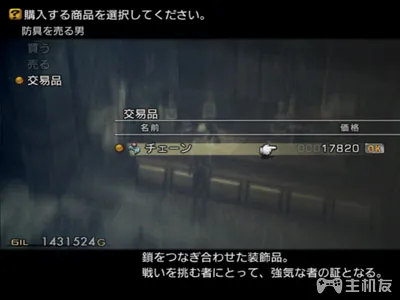 購入する商品を選択してください。
防具を売る男
買う
売る
交易品
交易品
名前 価格
チェーン 00017820 OK
GIL 1431524G
鎖をつなぎ合わせた装飾品。
戦いを挑む者にとって、強気な者の証となる。
主机友